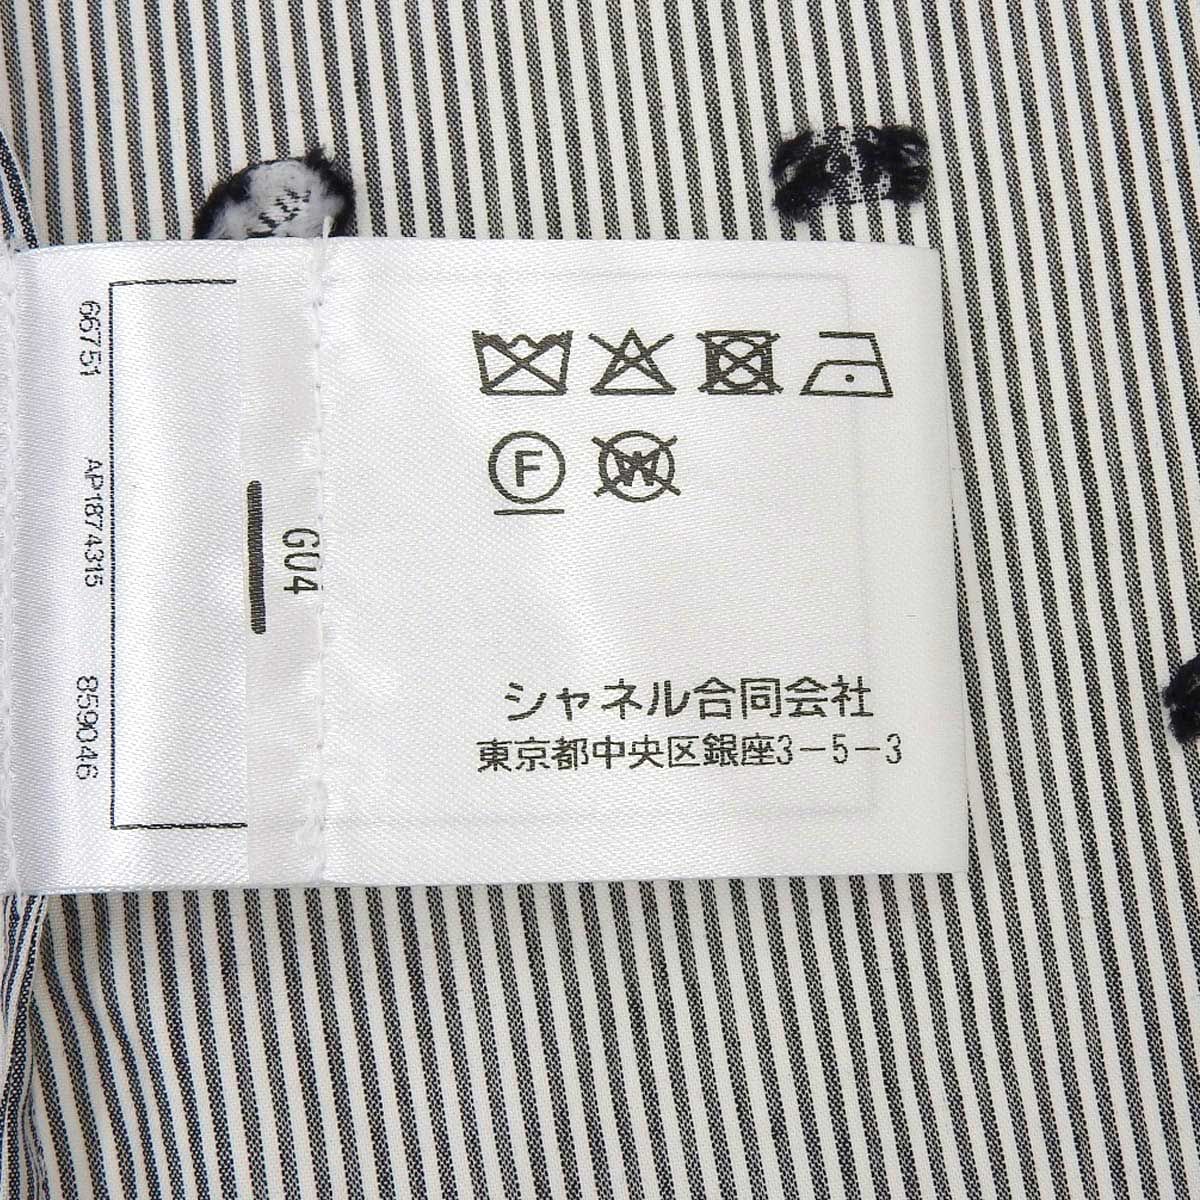 66751 AP1874315 859046
GU4
F W
シャネル合同会社
東京都中央区銀座3-5-3